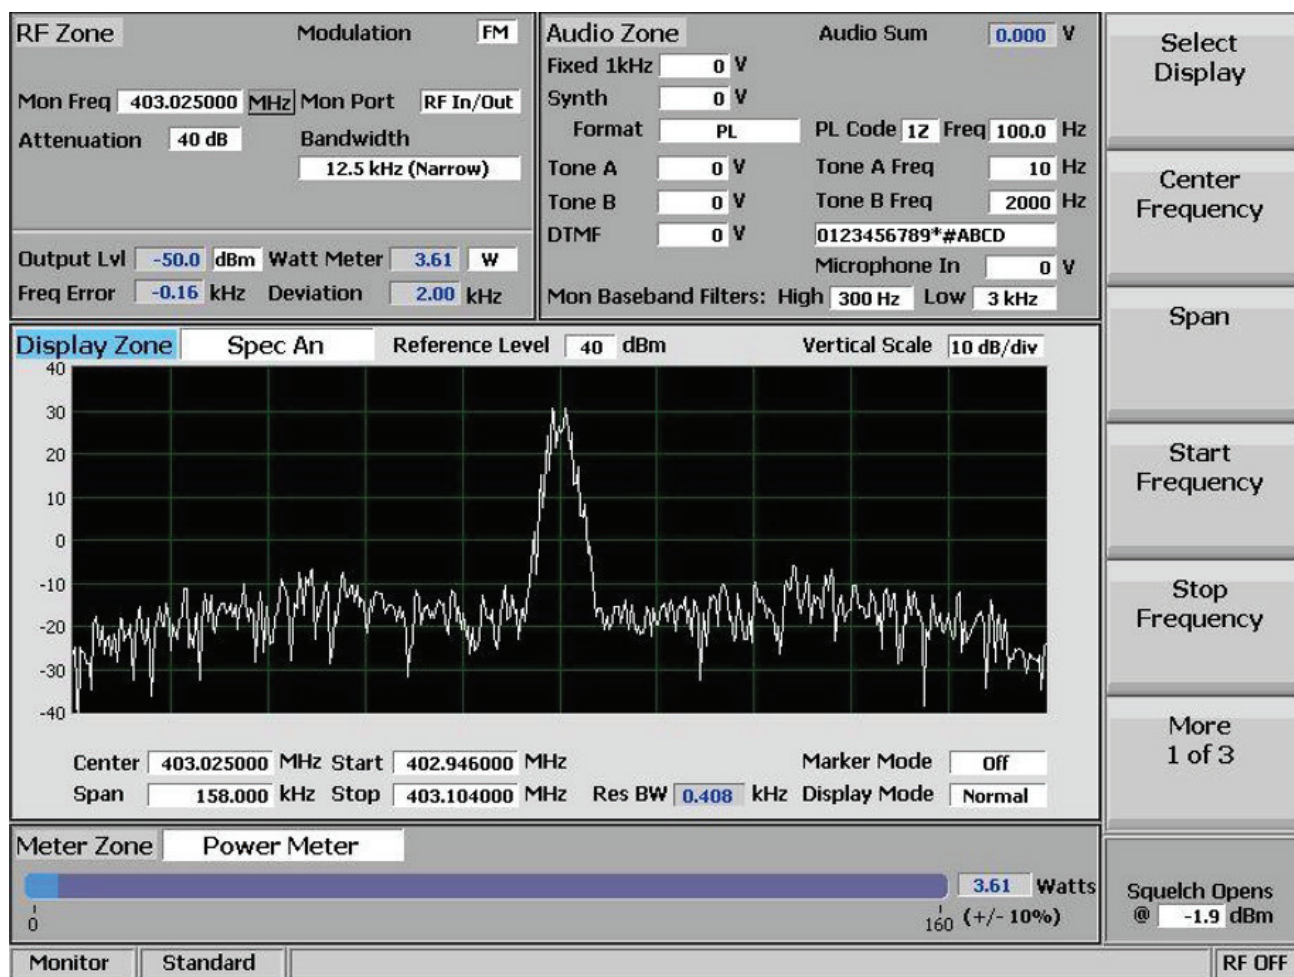 RF Zone Modulation FM
Mon Freq 403.025000 MHz Mon Port RF In/Out
Attenuation 40 dB Bandwidth
12.5 kHz (Narrow)
Output Lvl -50.0 dBm Watt Meter 3.61 W
Freq Error -0.16 kHz Deviation 2.00 kHz
Audio Zone Audio Sum 0.000 V
Fixed 1kHz 0 V
Synth 0 V
Format PL PL Code 1Z Freq 100.0 Hz
Tone A 0 V Tone A Freq 10 Hz
Tone B 0 V Tone B Freq 2000 Hz
DTMF 0 V 0123456789*#ABCD
Microphone In 0 V
Mon Baseband Filters: High 300 Hz Low 3 kHz
Display Zone Spec An Reference Level 40 dBm Vertical Scale 10 dB/div
40
30
20
10
0
-10
-20
-30
-40
Center 403.025000 MHz Start 402.946000 MHz Marker Mode Off
Span 158.000 kHz Stop 403.104000 MHz Res BW 0.408 kHz Display Mode Normal
Meter Zone Power Meter
3.61 Watts
0 160 (+/- 10%)
Monitor Standard
Select
Display
Center
Frequency
Span
Start
Frequency
Stop
Frequency
More
1 of 3
Squelch Opens
@ -1.9 dBm
RF OFF